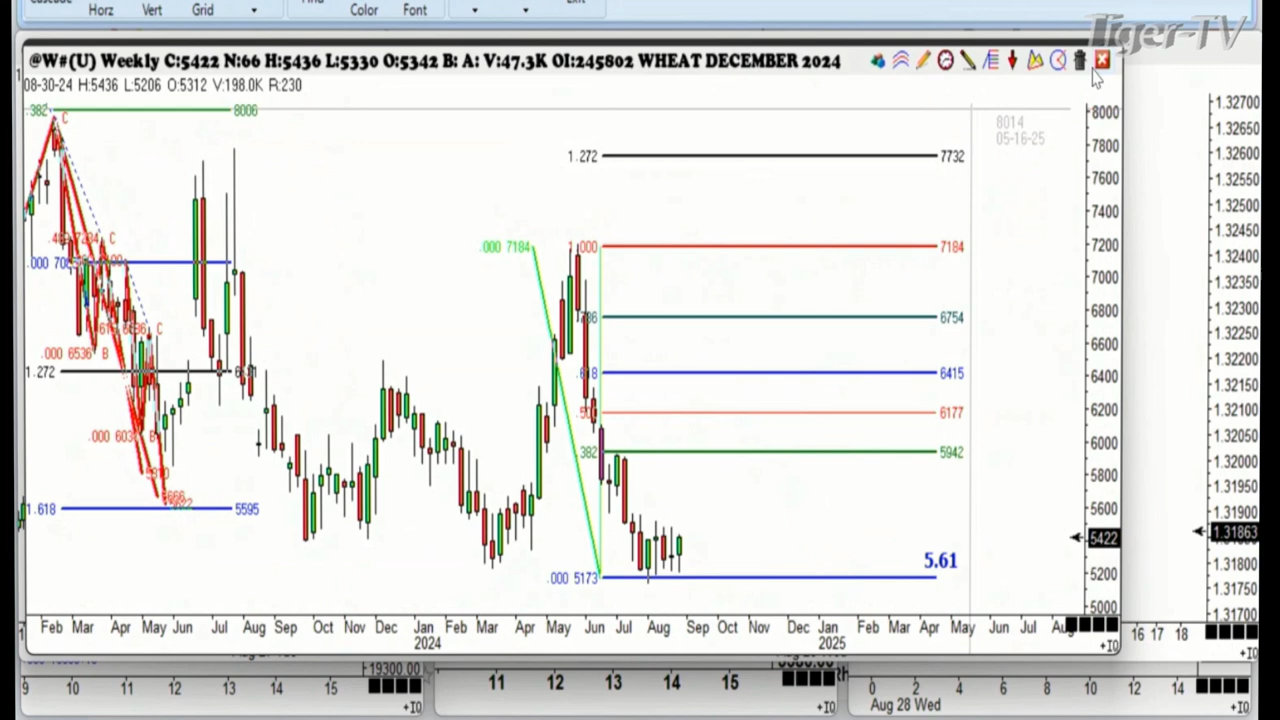 Horz Vert Grid Color Font
Tiger-TV
@W#(U) Weekly C:5422 N:66 H:5436 L:5330 O:5342 B: A: V:47.3K OI:245802 WHEAT DECEMBER 2024
08-30-24 H:5436 L:5206 O:5312 V:198.0K R:230
.382 C 8006
8014
05-16-25
1.272 7732
.000 7184 1.000 7184
C
6754
.618 6415
.000 6536 B
C
1.272
.500 6177
B
.382 5942
1.618 5595
5.61
.000 5173
8000
7800
7600
7400
7200
7000
6800
6600
6400
6200
6000
5800
5600
5422
5200
5000
1.32700
1.32650
1.32600
1.32550
1.32500
1.32450
1.32400
1.32350
1.32300
1.32250
1.32200
1.32150
1.32100
1.32050
1.32000
1.31950
1.31900
1.31863
1.31800
1.31750
1.31700
Feb Mar Apr May Jun Jul Aug Sep Oct Nov Dec Jan Feb Mar Apr May Jun Jul Aug Sep Oct Nov Dec Jan Feb Mar Apr May Jun Jul
2024 2025
+IO
16 17 18
+IO
19300.00
9 10 11 12 13 14 15
+IO
11 12 13 14 15
+IO
0 2 4 6 8 10 12 14
Aug 28 Wed
+IO